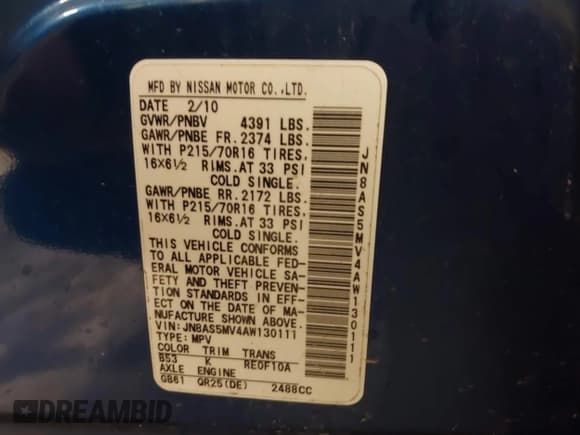 MFD BY NISSAN MOTOR CO.,LTD.
DATE 2/10
GVWR/PNBV 4391 LBS.
GAWR/PNBE FR. 2374 LBS.
WITH P215/70R16 TIRES,
16X6½ RIMS.AT 33 PSI
COLD SINGLE.
GAWR/PNBE RR. 2172 LBS.
WITH P215/70R16 TIRES,
16X6½ RIMS.AT 33 PSI
COLD SINGLE.
THIS VEHICLE CONFORMS
TO ALL APPLICABLE FED-
ERAL MOTOR VEHICLE SA-
FETY AND THEFT PREVEN-
TION STANDARDS IN EFF-
ECT ON THE DATE OF MA-
NUFACTURE SHOWN ABOVE.
VIN: JN8AS5MV4AW130111
TYPE: MPV
COLOR TRIM TRANS
B53 K RE0F10A
AXLE ENGINE
GB61 QR25(DE) 2488CC
JN8AS5MV4AW130111
DREAMBID